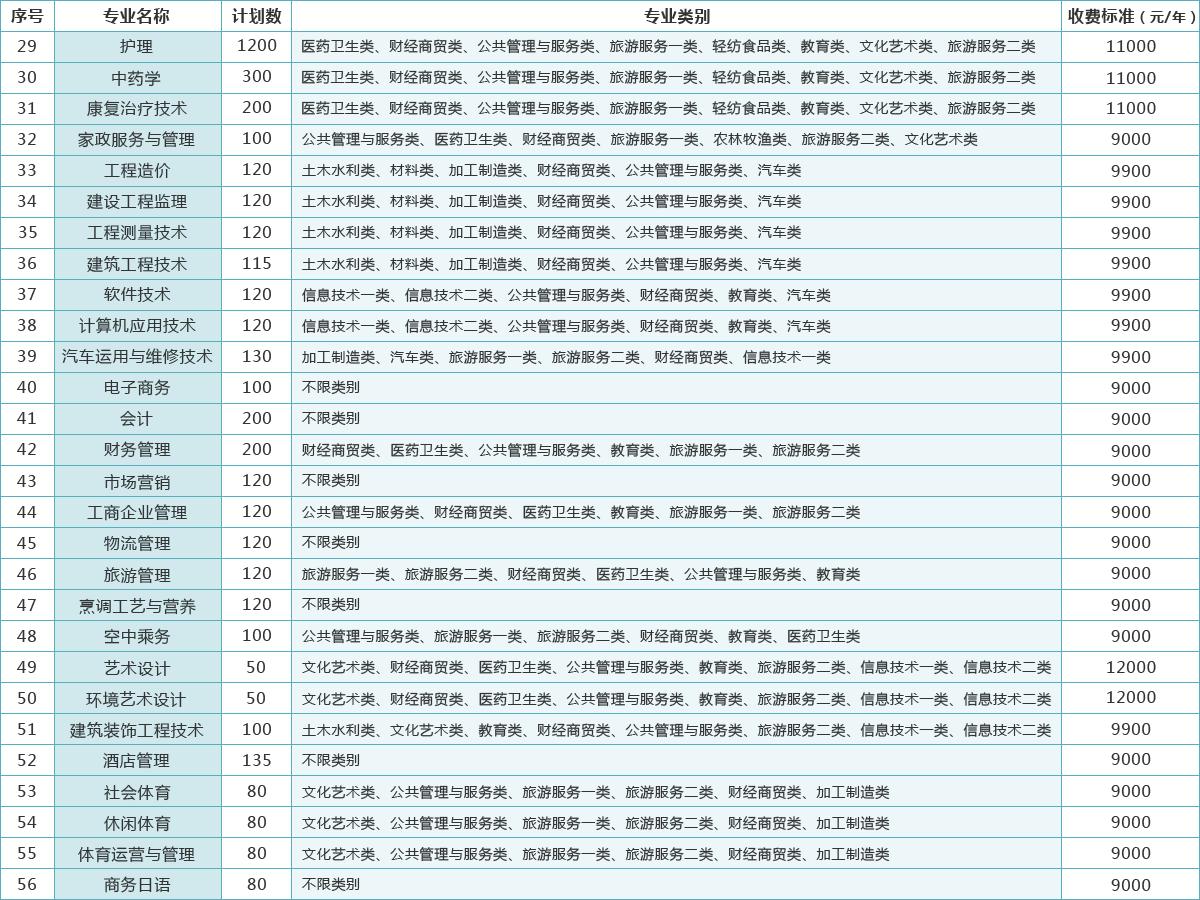 序号 专业名称 计划数 专业类别 收费标准（元/年）
29 护理 1200 医药卫生类、财经商贸类、公共管理与服务类、旅游服务一类、轻纺食品类、教育类、文化艺术类、旅游服务二类 11000
30 中药学 300 医药卫生类、财经商贸类、公共管理与服务类、旅游服务一类、轻纺食品类、教育类、文化艺术类、旅游服务二类 11000
31 康复治疗技术 200 医药卫生类、财经商贸类、公共管理与服务类、旅游服务一类、轻纺食品类、教育类、文化艺术类、旅游服务二类 11000
32 家政服务与管理 100 公共管理与服务类、医药卫生类、财经商贸类、旅游服务一类、农林牧渔类、旅游服务二类、文化艺术类 9000
33 工程造价 120 土木水利类、材料类、加工制造类、财经商贸类、公共管理与服务类、汽车类 9900
34 建设工程监理 120 土木水利类、材料类、加工制造类、财经商贸类、公共管理与服务类、汽车类 9900
35 工程测量技术 120 土木水利类、材料类、加工制造类、财经商贸类、公共管理与服务类、汽车类 9900
36 建筑工程技术 115 土木水利类、材料类、加工制造类、财经商贸类、公共管理与服务类、汽车类 9900
37 软件技术 120 信息技术一类、信息技术二类、公共管理与服务类、财经商贸类、教育类、汽车类 9900
38 计算机应用技术 120 信息技术一类、信息技术二类、公共管理与服务类、财经商贸类、教育类、汽车类 9900
39 汽车运用与维修技术 130 加工制造类、汽车类、旅游服务一类、旅游服务二类、财经商贸类、信息技术一类 9900
40 电子商务 100 不限类别 9000
41 会计 200 不限类别 9000
42 财务管理 200 财经商贸类、医药卫生类、公共管理与服务类、教育类、旅游服务一类、旅游服务二类 9000
43 市场营销 120 不限类别 9000
44 工商企业管理 120 公共管理与服务类、财经商贸类、医药卫生类、教育类、旅游服务一类、旅游服务二类 9000
45 物流管理 120 不限类别 9000
46 旅游管理 120 旅游服务一类、旅游服务二类、财经商贸类、医药卫生类、公共管理与服务类、教育类 9000
47 烹调工艺与营养 120 不限类别 9000
48 空中乘务 100 公共管理与服务类、旅游服务一类、旅游服务二类、财经商贸类、教育类、医药卫生类 9000
49 艺术设计 50 文化艺术类、财经商贸类、医药卫生类、公共管理与服务类、教育类、旅游服务二类、信息技术一类、信息技术二类 12000
50 环境艺术设计 50 文化艺术类、财经商贸类、医药卫生类、公共管理与服务类、教育类、旅游服务二类、信息技术一类、信息技术二类 12000
51 建筑装饰工程技术 100 土木水利类、文化艺术类、教育类、财经商贸类、公共管理与服务类、旅游服务二类、信息技术一类、信息技术二类 9900
52 酒店管理 135 不限类别 9000
53 社会体育 80 文化艺术类、公共管理与服务类、旅游服务一类、旅游服务二类、财经商贸类、加工制造类 9000
54 休闲体育 80 文化艺术类、公共管理与服务类、旅游服务一类、旅游服务二类、财经商贸类、加工制造类 9000
55 体育运营与管理 80 文化艺术类、公共管理与服务类、旅游服务一类、旅游服务二类、财经商贸类、加工制造类 9000
56 商务日语 80 不限类别 9000